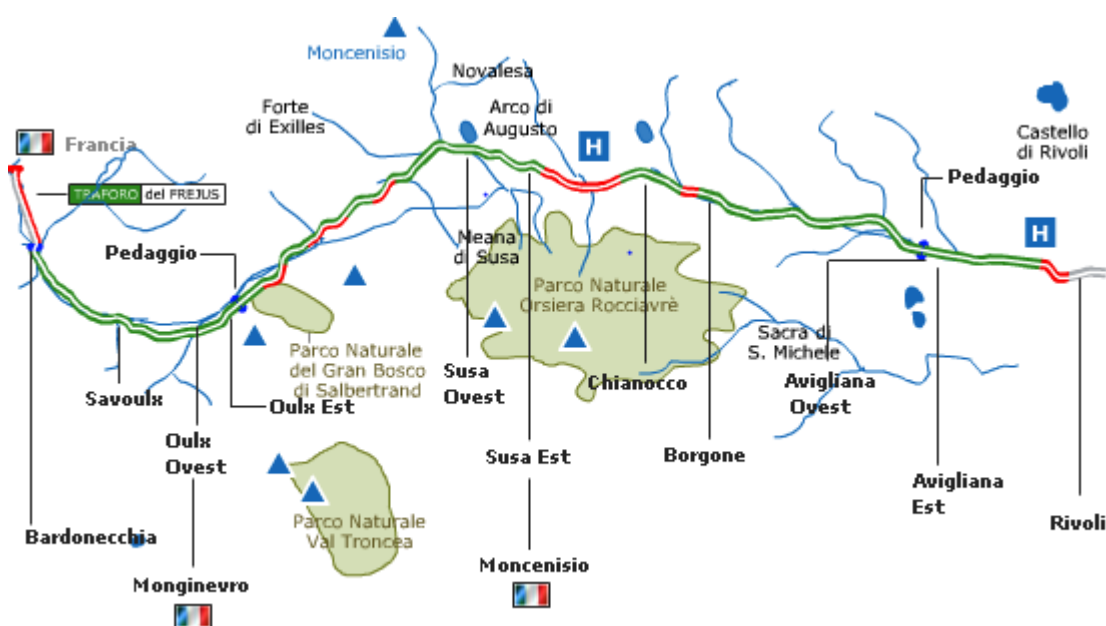 Moncenisio
Novalesa
Forte
di Exilles
Arco di
Augusto
H
Castello
di Rivoli
Francia
Pedaggio
TRAFORO del FREJUS
H
Pedaggio
Meana
di Susa
Parco Naturale
Orsiera Rocciavrè
Sacra di
S. Michele
Parco Naturale
del Gran Bosco
di Salbertrand
Susa
Ovest
Chianocco
Avigliana
Ovest
Savoulx
Oulx Est
Oulx
Ovest
Susa Est
Borgone
Avigliana
Est
Bardonecchia
Parco Naturale
Val Troncea
Rivoli
Monginevro
Moncenisio